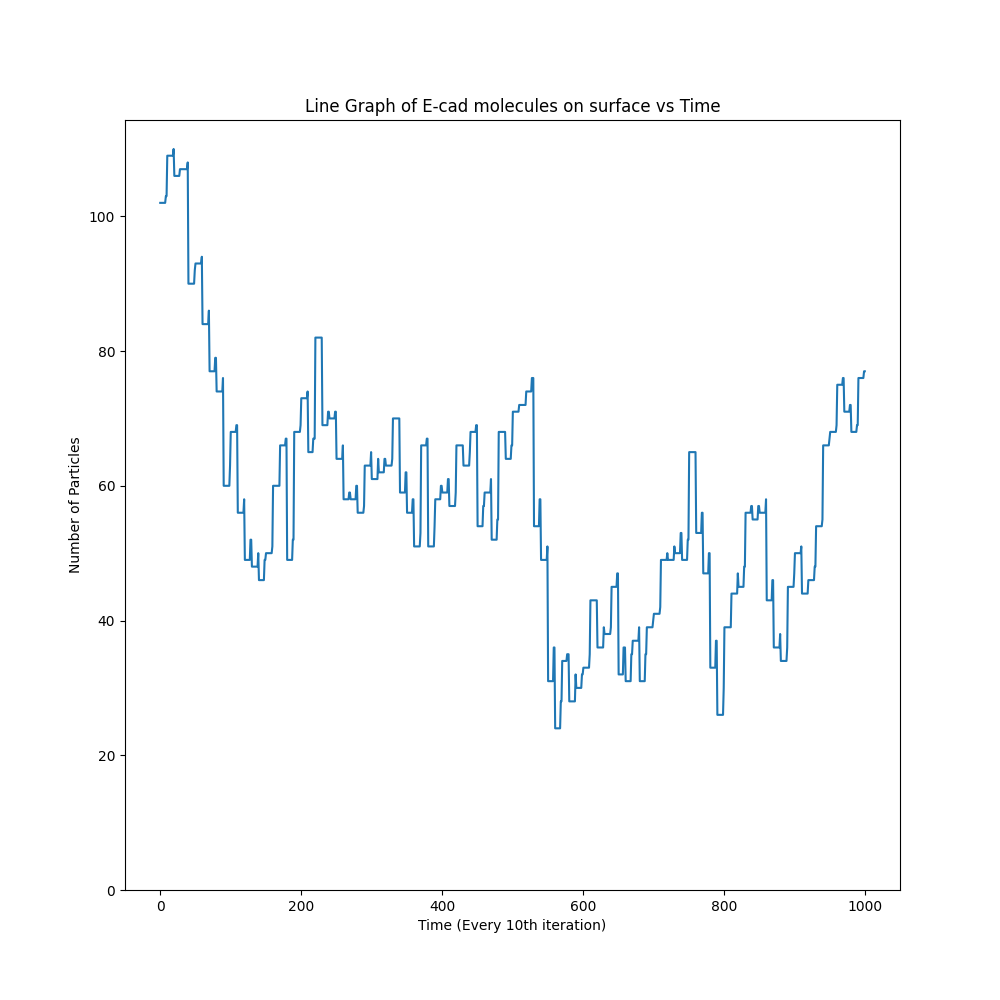 Line Graph of E-cad molecules on surface vs Time
100
80
60
40
20
0
Number of Particles
0 200 400 600 800 1000
Time (Every 10th iteration)